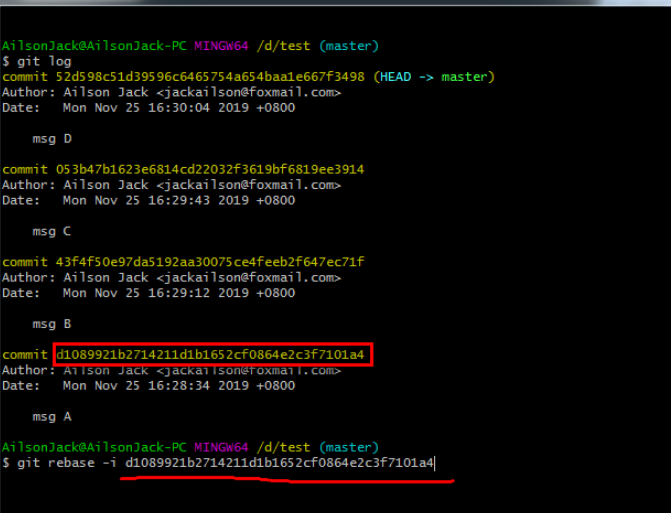 AilsonJack@AilsonJack-PC MINGW64 /d/test (master)
$ git log
commit 52d598c51d39596c6465754a654baa1e667f3498 (HEAD -> master)
Author: Ailson Jack <jackailson@foxmail.com>
Date:   Mon Nov 25 16:30:04 2019 +0800
    msg D
commit 053b47b1623e6814cd22032f3619bf6819ee3914
Author: Ailson Jack <jackailson@foxmail.com>
Date:   Mon Nov 25 16:29:43 2019 +0800
    msg C
commit 43f4f50e97da5192aa30075ce4feeb2f647ec71f
Author: Ailson Jack <jackailson@foxmail.com>
Date:   Mon Nov 25 16:29:12 2019 +0800
    msg B
commit d1089921b2714211d1b1652cf0864e2c3f7101a4
Author: Ailson Jack <jackailson@foxmail.com>
Date:   Mon Nov 25 16:28:34 2019 +0800
    msg A
AilsonJack@AilsonJack-PC MINGW64 /d/test (master)
$ git rebase -i d1089921b2714211d1b1652cf0864e2c3f7101a4